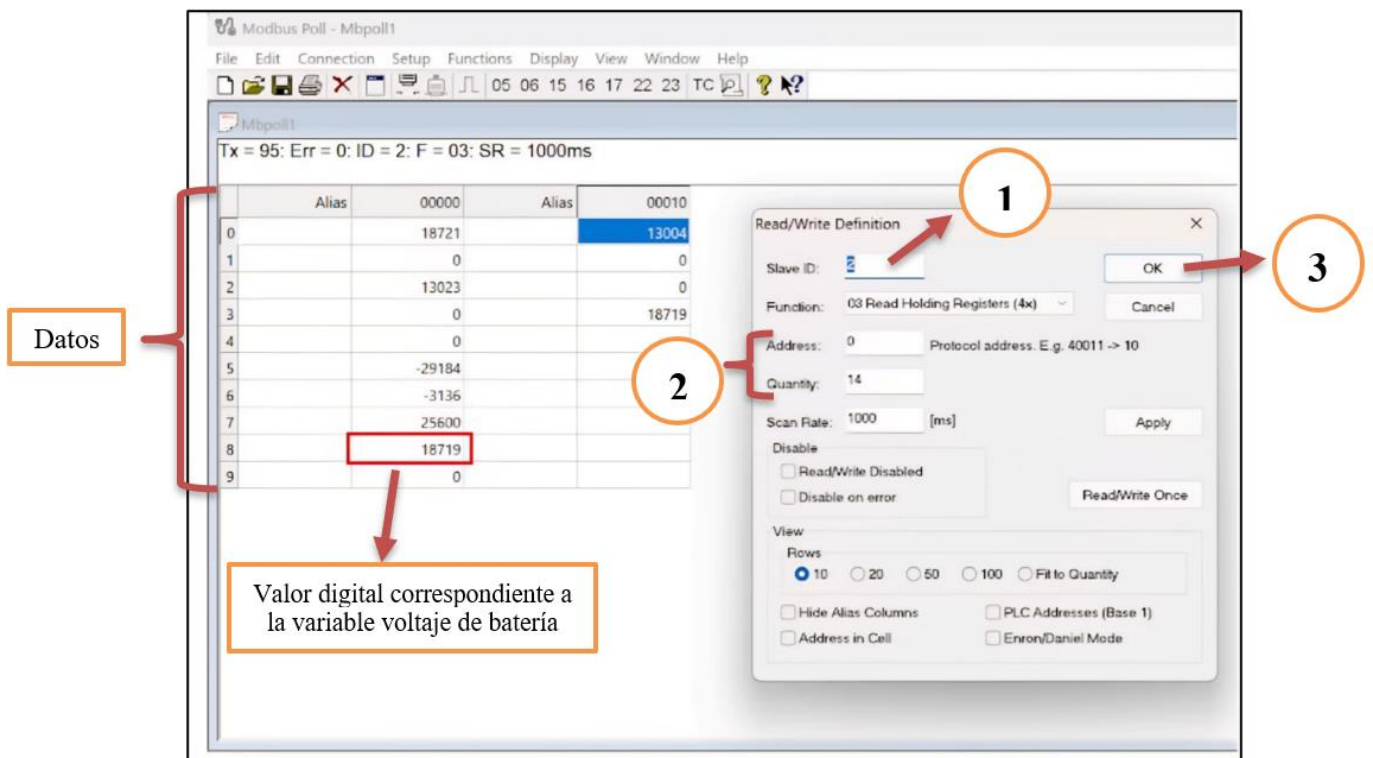 Modbus Poll - Mbpoll1
File Edit Connection Setup Functions Display View Window Help
05 06 15 16 17 22 23 TC
Mbpoll1
Tx = 95: Err = 0: ID = 2: F = 03: SR = 1000ms
Alias 00000 Alias 00010
0 18721 13004
1 0 0
2 13023 0
3 0 18719
4 0
5 -29184
6 -3136
7 25600
8 18719
9 0
Datos
Valor digital correspondiente a
la variable voltaje de batería
1
2
3
Read/Write Definition
Slave ID: 2 OK
Function: 03 Read Holding Registers (4x) Cancel
Address: 0 Protocol address. E.g. 40011 -> 10
Quantity: 14
Scan Rate: 1000 [ms] Apply
Disable
Read/Write Disabled
Disable on error
Read/Write Once
View
Rows
10 20 50 100 Fit to Quantity
Hide Alias Columns PLC Addresses (Base 1)
Address in Cell Enron/Daniel Mode